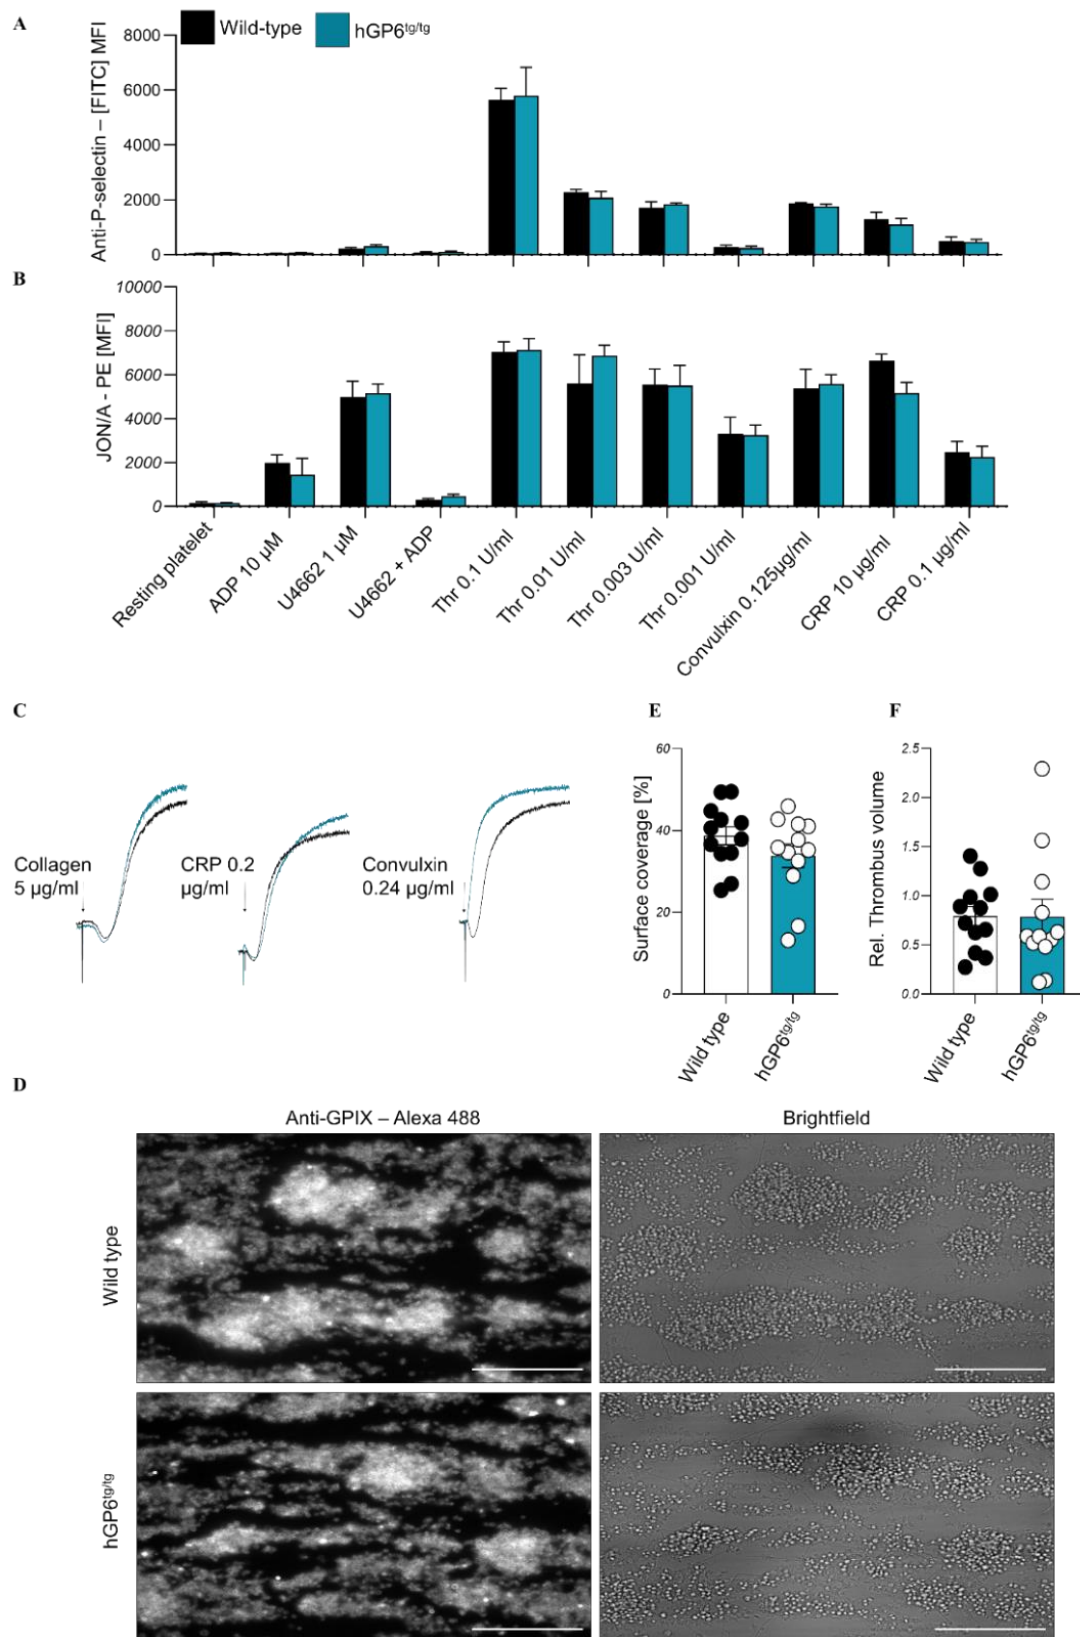 A
Wild-type
hGP6tg/tg
Anti-P-selectin – [FITC] MFI
8000
6000
4000
2000
0
B
JON/A - PE [MFI]
10000
8000
6000
4000
2000
0
Resting platelet
ADP 10 µM
U4662 1 µM
U4662 + ADP
Thr 0.1 U/ml
Thr 0.01 U/ml
Thr 0.003 U/ml
Thr 0.001 U/ml
Convulxin 0.125µg/ml
CRP 10 µg/ml
CRP 0.1 µg/ml
C
Collagen
5 µg/ml
CRP 0.2
µg/ml
Convulxin
0.24 µg/ml
E
Surface coverage [%]
60
40
20
0
Wild type
hGP6tg/tg
F
Rel. Thrombus volume
2.5
2.0
1.5
1.0
0.5
0.0
Wild type
hGP6tg/tg
D
Anti-GPIX – Alexa 488
Brightfield
Wild type
hGP6tg/tg